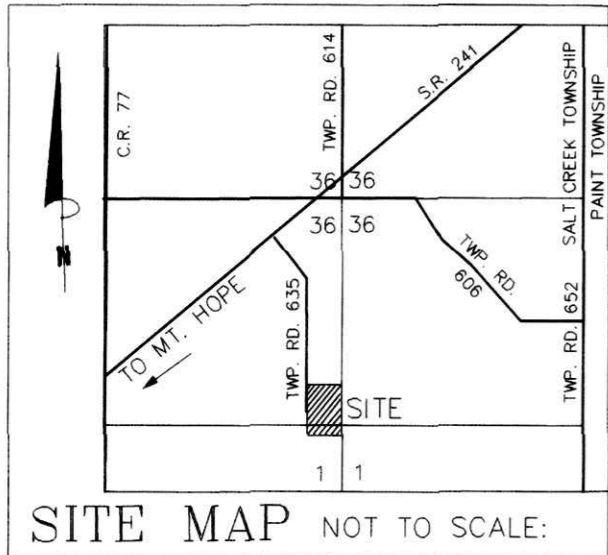 C.R. 77
TWP. RD. 614
S.R. 241
SALT CREEK TOWNSHIP
PAINT TOWNSHIP
36 36
36 36
N
TWP. RD.
606
TWP. RD. 635
TWP. RD. 652
TO MT. HOPE
SITE
1 1
SITE MAP NOT TO SCALE: